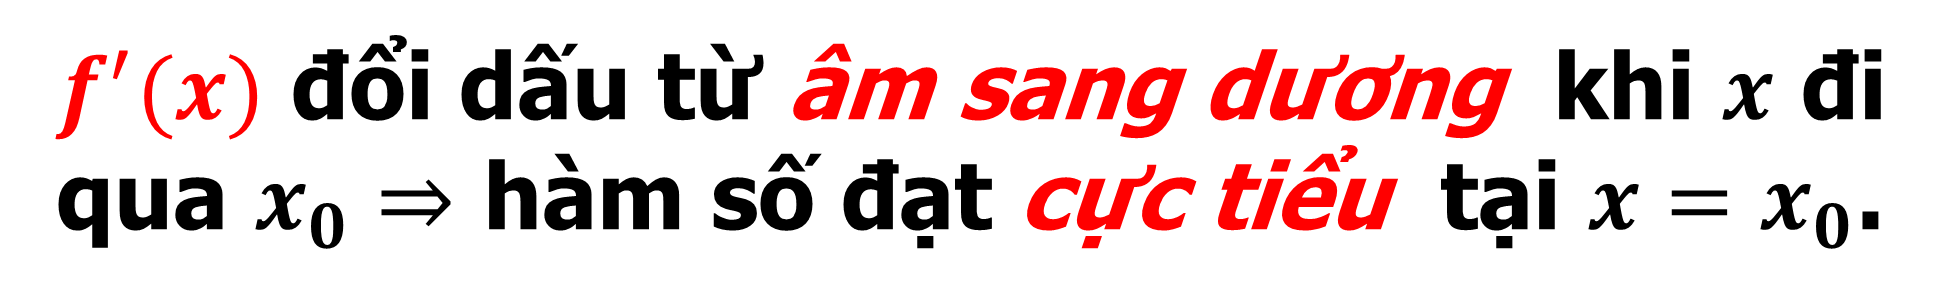 f′(x) đổi dấu từ âm sang dương khi x đi
qua x₀ ⇒ hàm số đạt cực tiểu tại x = x₀.